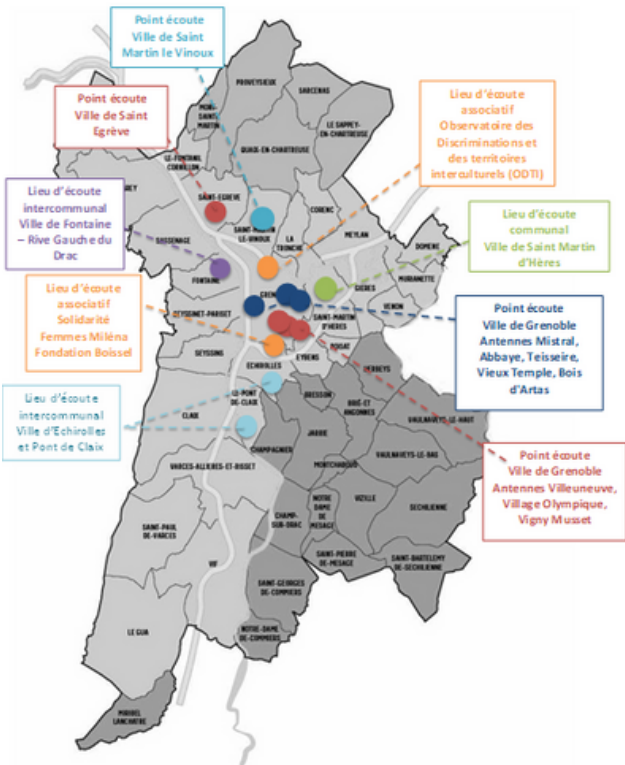 Point écoute
Ville de Saint
Martin le Vinoux
Point écoute
Ville de Saint
Egrève
Lieu d'écoute
associatif
Observatoire des
Discriminations et
des territoires
interculturels (ODTI)
Lieu d'écoute
intercommunal
Ville de Fontaine
– Rive Gauche du
Drac
Lieu d'écoute
communal
Ville de Saint Martin
d'Hères
Lieu d'écoute
associatif
Solidarité
Femmes Miléna
Fondation Boissel
Point écoute
Ville de Grenoble
Antennes Mistral,
Abbaye, Teisseire,
Vieux Temple, Bois
d'Artas
Lieu d'écoute
intercommunal
Ville d'Echirolles
et Pont de Claix
Point écoute
Ville de Grenoble
Antennes Villeuneuve,
Village Olympique,
Vigny Musset
PROVEYSIEUX
SARCENAS
MONT-
SAINT-
MARTIN
LE SAPPEY-
EN-CHARTREUSE
QUAIX-EN-CHARTREUSE
LE-FONTANIL
CORNILLON
SAINT-EGREVE
SAINT-MARTIN
LE-VINOUX
CORENC
LA
TRONCHE
MEYLAN
SASSENAGE
DOMENE
MURIANETTE
FONTAINE
GIERES
VENON
SEYSSINET-PARISET
SAINT-MARTIN
D'HERES
SEYSSINS
EYBENS
ECHIROLLES
HERBEYS
BRESSON
LE-PONT
DE-CLAIX
BRIÉ-ET
ANGONNES
CLAIX
JARRIE
VAULNAVEYS-LE-HAUT
CHAMPAGNIER
VAULNAVEYS-LE-BAS
VARCES-ALLIERES-ET-RISSET
MONTCHABOUD
CHAMP-
SUR-DRAC
NOTRE
DAME
DE
MESAGE
VIZILLE
SECHILIENNE
SAINT-PAUL
DE-VARCES
SAINT-PIERRE
DE-MESAGE
SAINT-BARTELEMY
DE-SECHILIENNE
VIF
SAINT-GEORGES
DE-COMMIERS
LE GUA
NOTRE-DAME
DE-COMMIERS
MIRIBEL
LANCHATRE